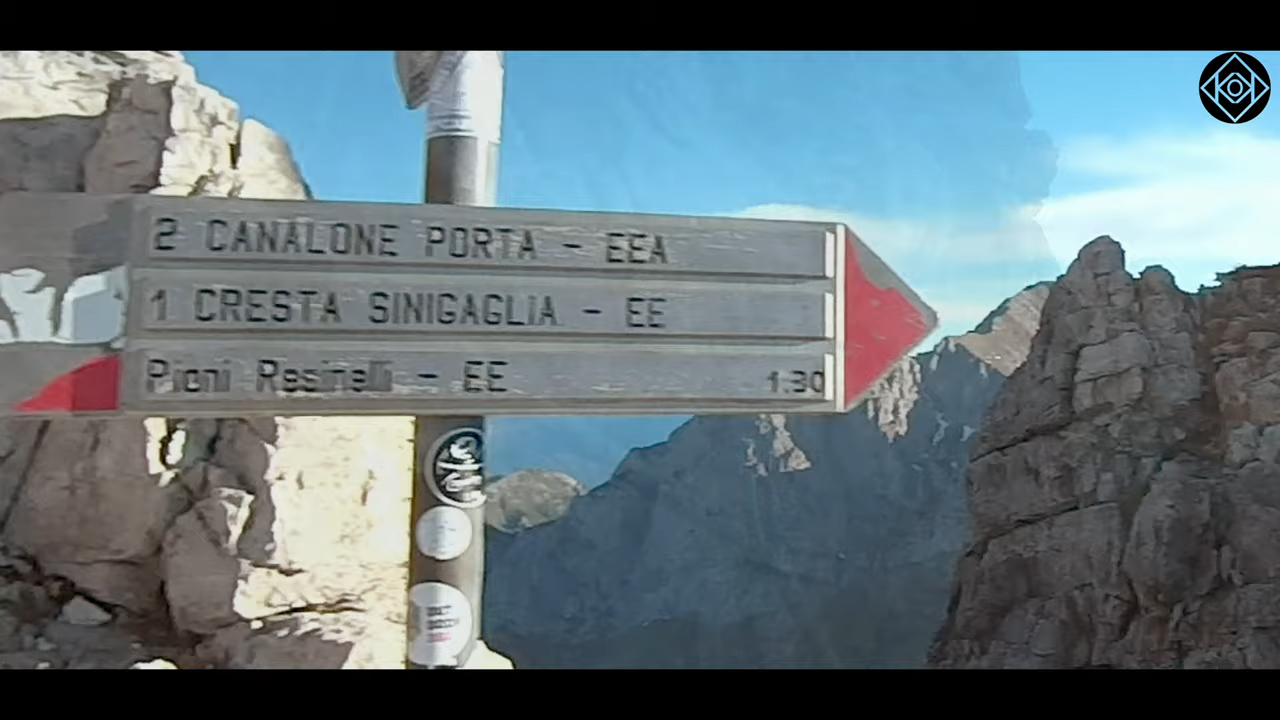 2 CANALONE PORTA - EEA
1 CRESTA SINIGAGLIA - EE
Piani Resinelli - EE 1.30